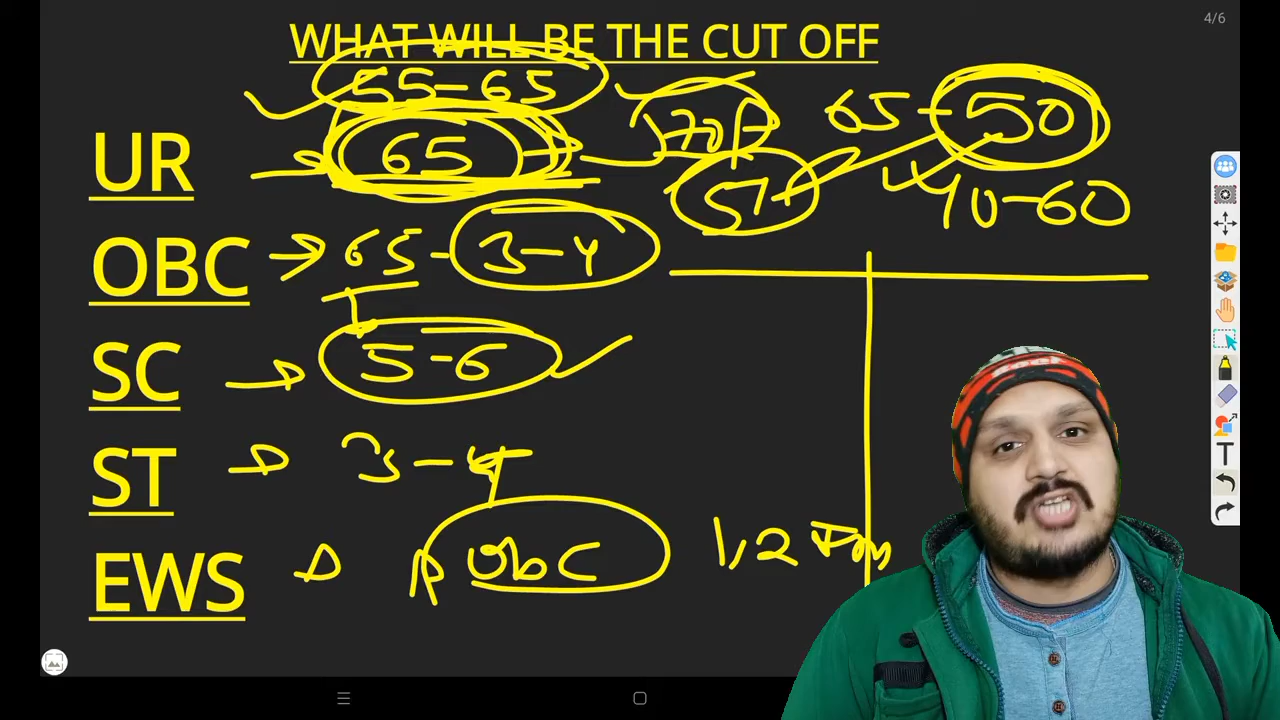 4/6
WHAT WILL BE THE CUT OFF
55-65
UR → 65 70+ 65-50
57+ 40-60
OBC → 65-3-4
SC → 5-6
ST → 3-4
EWS → obc 1,2
T